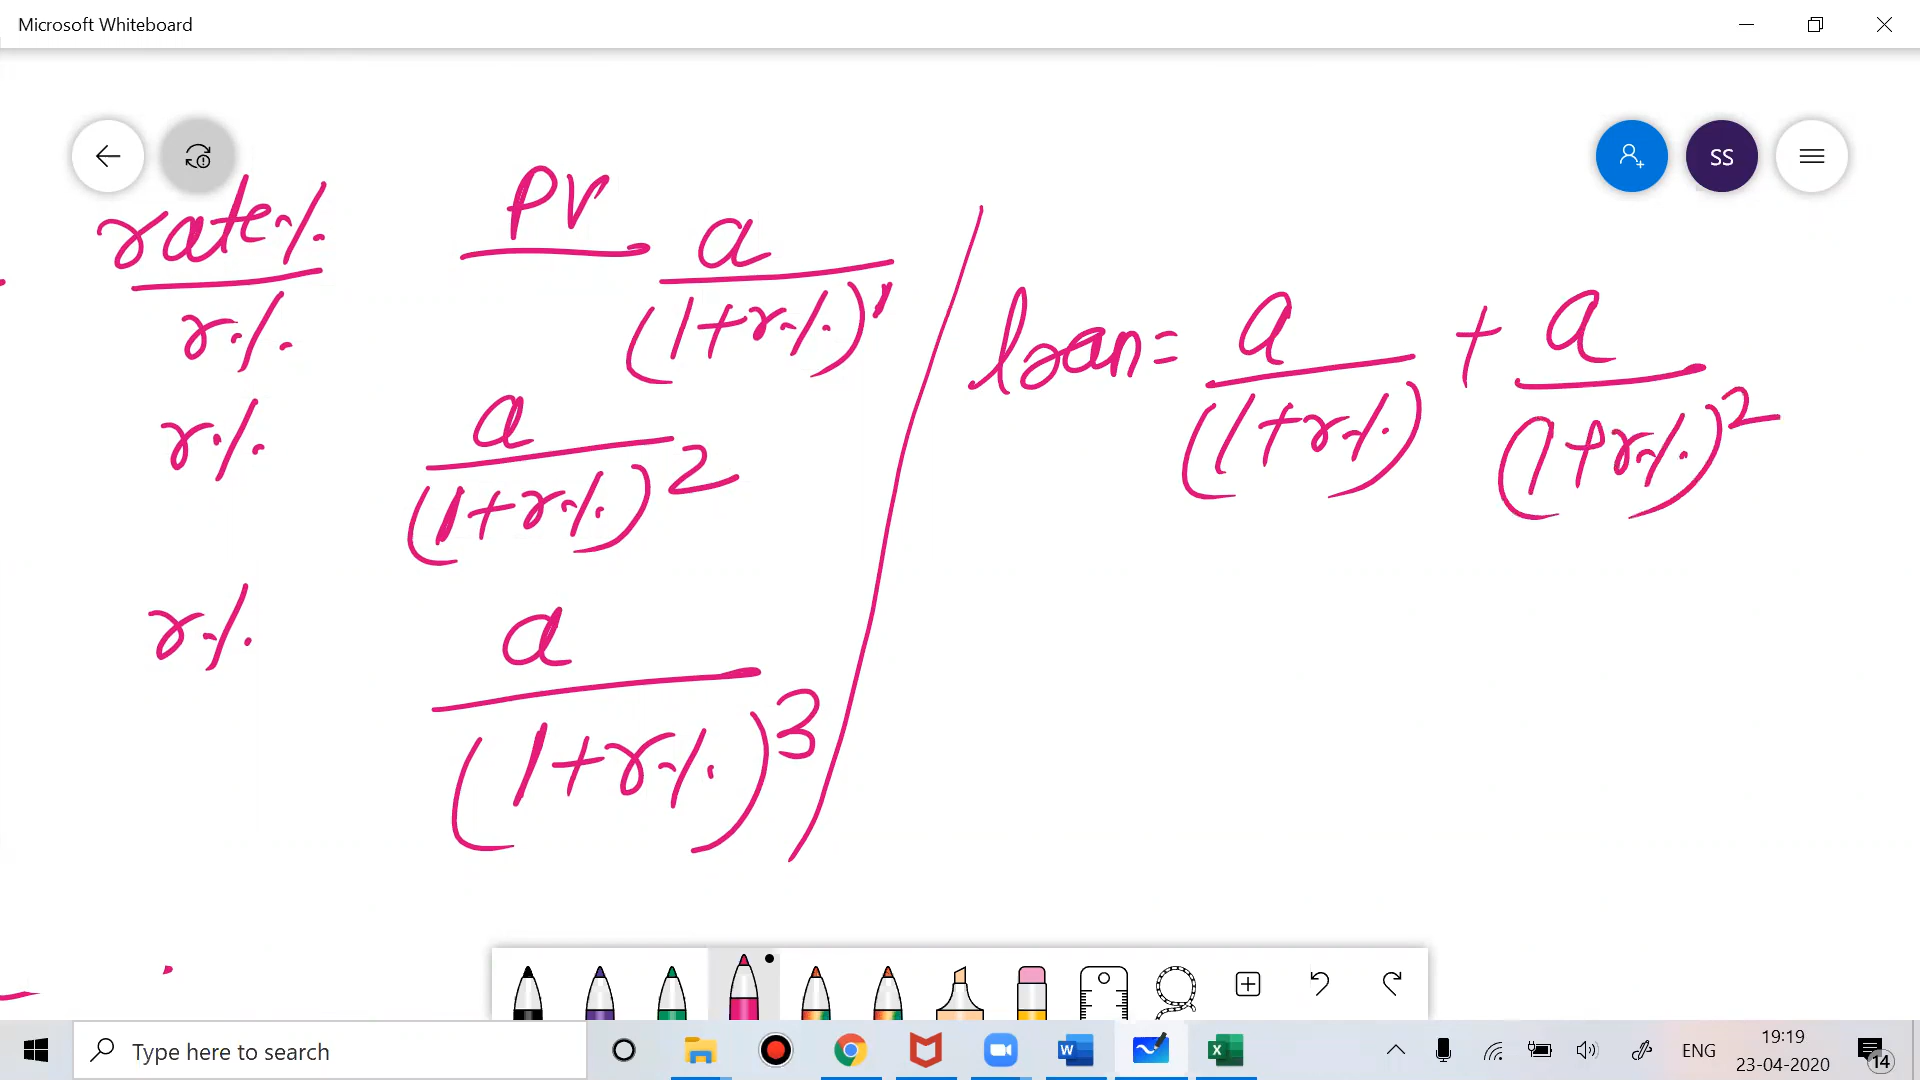 Microsoft Whiteboard
SS
rate%
PV
r%
a/(1+r%)^1
r%
a/(1+r%)^2
r%
a/(1+r%)^3
loan = a/(1+r%) + a/(1+r%)^2
Type here to search
ENG
19:19
23-04-2020
14